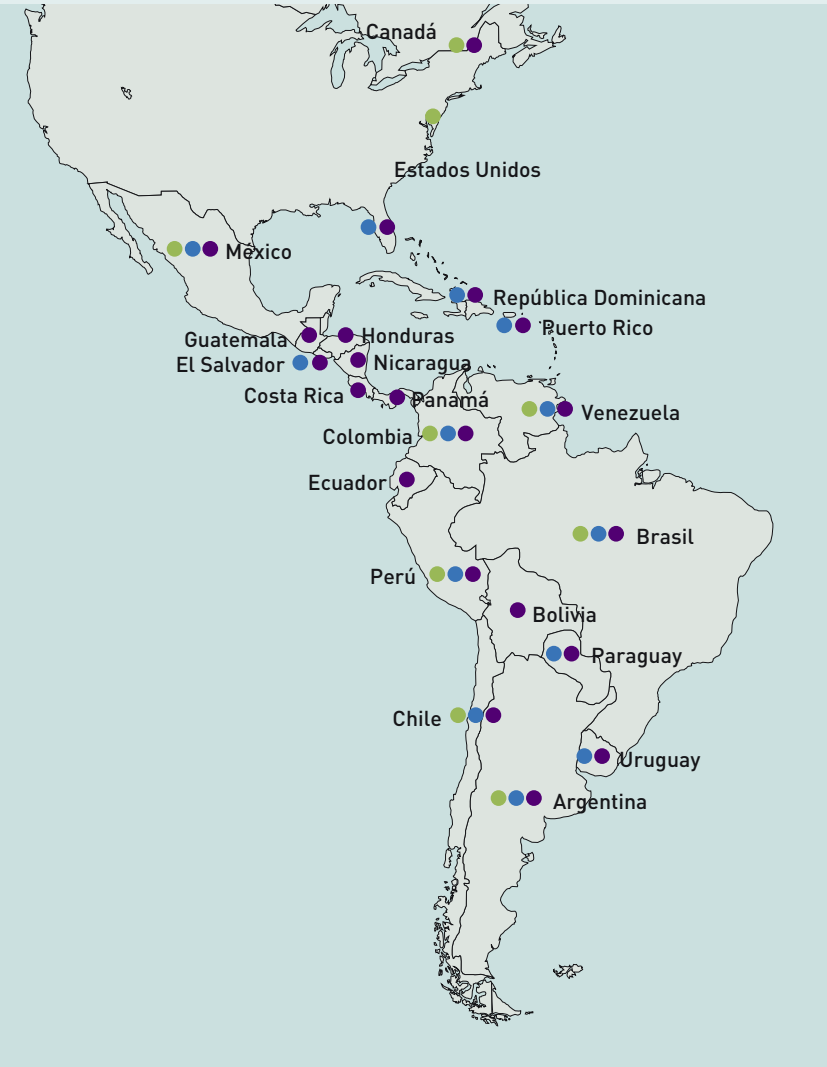 Canadá
Estados Unidos
México
República Dominicana
Puerto Rico
Guatemala
Honduras
El Salvador
Nicaragua
Costa Rica
Panamá
Venezuela
Colombia
Ecuador
Brasil
Perú
Bolivia
Paraguay
Chile
Uruguay
Argentina